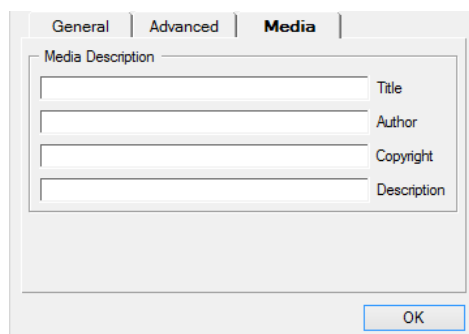 General Advanced Media
Media Description
Title
Author
Copyright
Description
OK